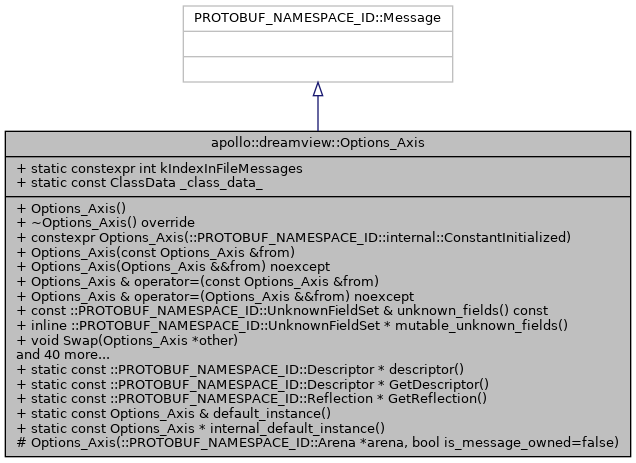 PROTOBUF_NAMESPACE_ID::Message
apollo::dreamview::Options_Axis
+ static constexpr int kIndexInFileMessages
+ static const ClassData _class_data_
+ Options_Axis()
+ ~Options_Axis() override
+ constexpr Options_Axis(::PROTOBUF_NAMESPACE_ID::internal::ConstantInitialized)
+ Options_Axis(const Options_Axis &from)
+ Options_Axis(Options_Axis &&from) noexcept
+ Options_Axis & operator=(const Options_Axis &from)
+ Options_Axis & operator=(Options_Axis &&from) noexcept
+ const ::PROTOBUF_NAMESPACE_ID::UnknownFieldSet & unknown_fields() const
+ inline ::PROTOBUF_NAMESPACE_ID::UnknownFieldSet * mutable_unknown_fields()
+ void Swap(Options_Axis *other)
and 40 more...
+ static const ::PROTOBUF_NAMESPACE_ID::Descriptor * descriptor()
+ static const ::PROTOBUF_NAMESPACE_ID::Descriptor * GetDescriptor()
+ static const ::PROTOBUF_NAMESPACE_ID::Reflection * GetReflection()
+ static const Options_Axis & default_instance()
+ static const Options_Axis * internal_default_instance()
# Options_Axis(::PROTOBUF_NAMESPACE_ID::Arena *arena, bool is_message_owned=false)